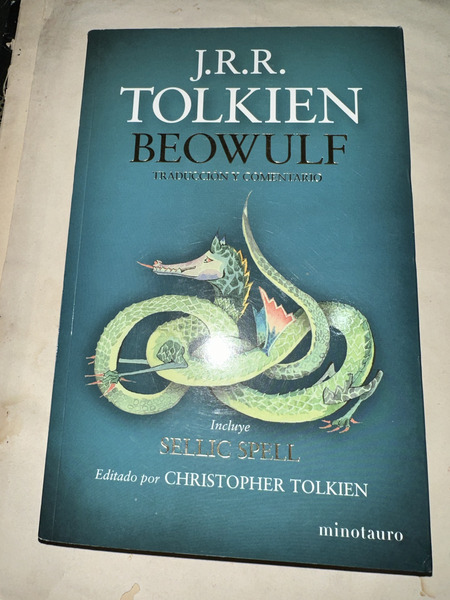 J.R.R.
TOLKIEN
BEOWULF
TRADUCCIÓN Y COMENTARIO
Incluye
SELLIC SPELL
Editado por CHRISTOPHER TOLKIEN
minotauro